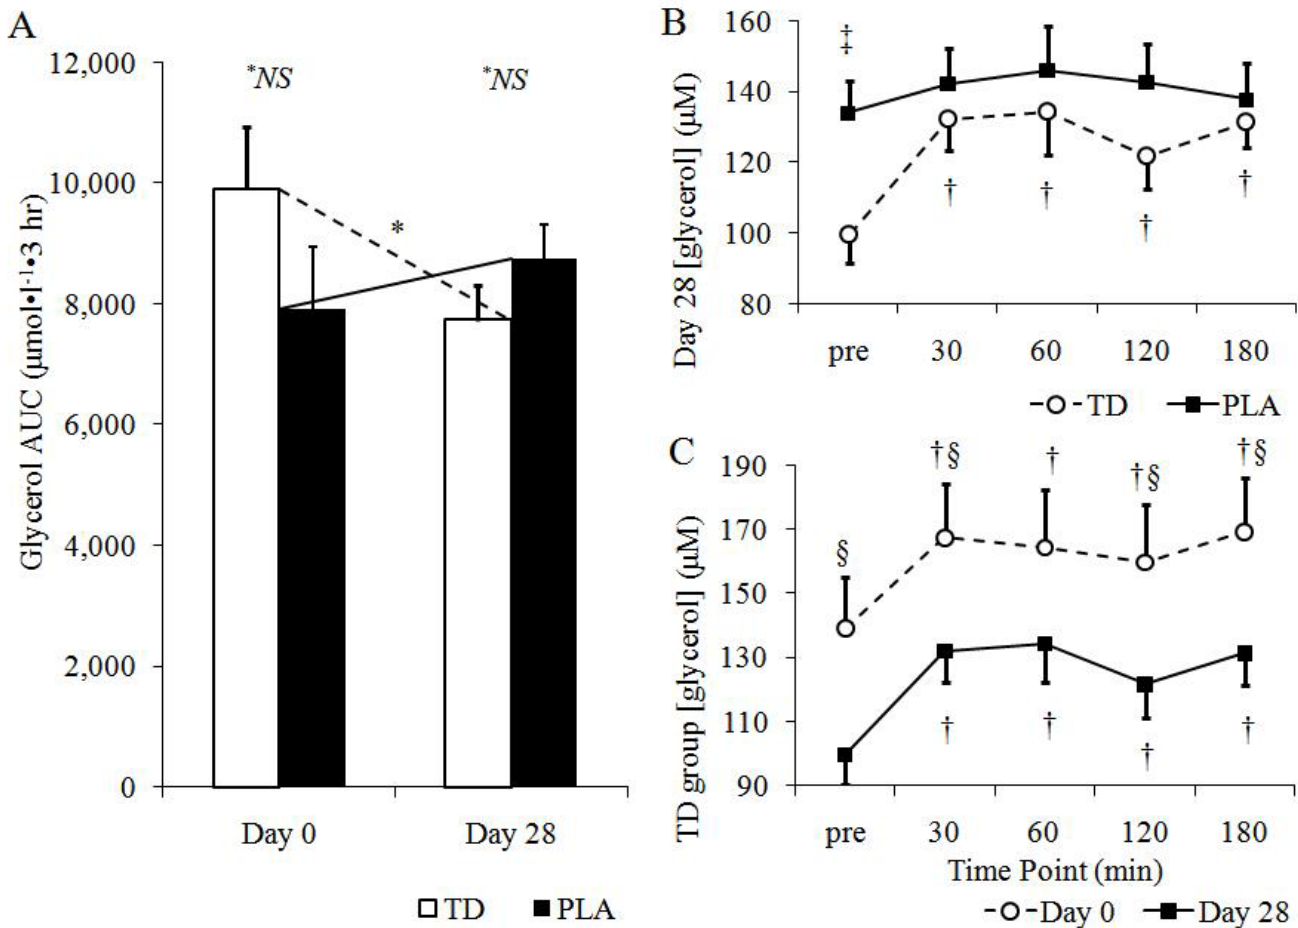 A
Glycerol AUC (µmol•l⁻¹•3 hr)
12,000
10,000
8,000
6,000
4,000
2,000
0
*NS
*NS
*
Day 0
Day 28
TD
PLA
B
Day 28 [glycerol] (µM)
160
140
120
100
80
‡
†
†
†
†
pre
30
60
120
180
TD
PLA
C
TD group [glycerol] (µM)
190
170
150
130
110
90
§
†§
†
†§
†§
†
†
†
†
pre
30
60
120
180
Time Point (min)
Day 0
Day 28